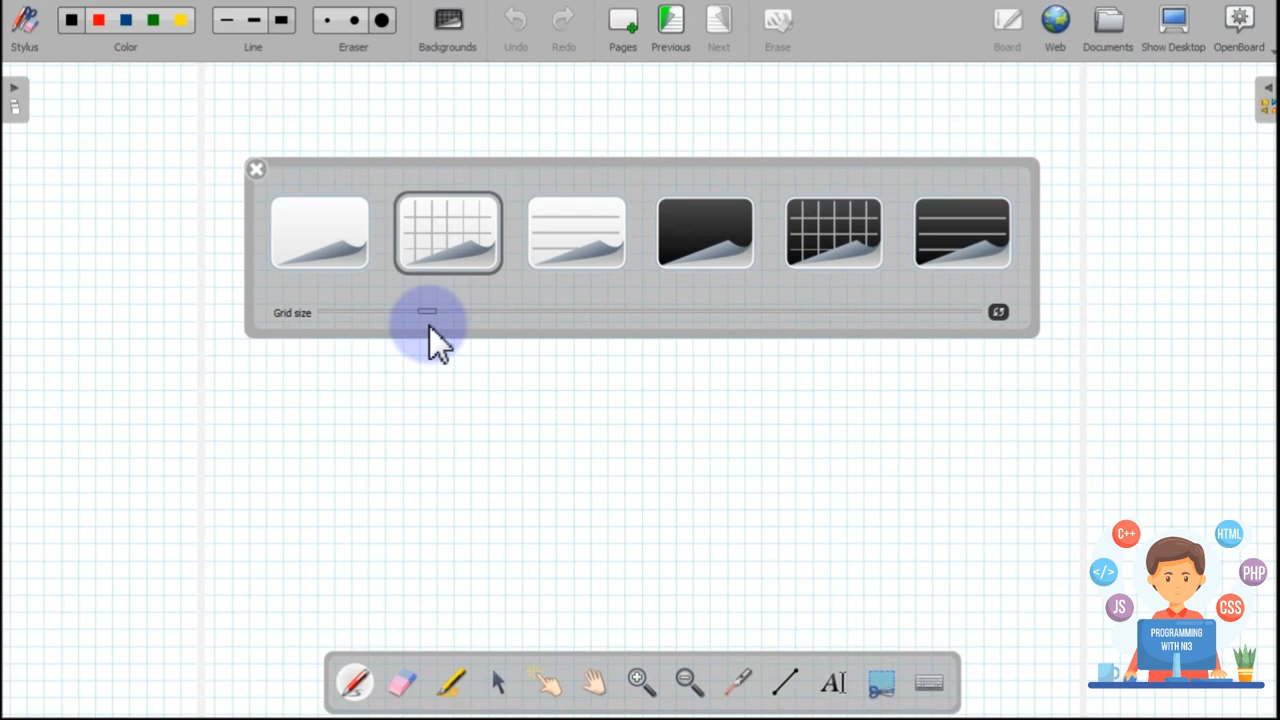 Stylus
Color
Line
Eraser
Backgrounds
Undo
Redo
Pages
Previous
Next
Erase
Board
Web
Documents
Show Desktop
OpenBoard
Grid size
A
C++
HTML
</>
PHP
JS
CSS
PROGRAMMING
WITH NI3